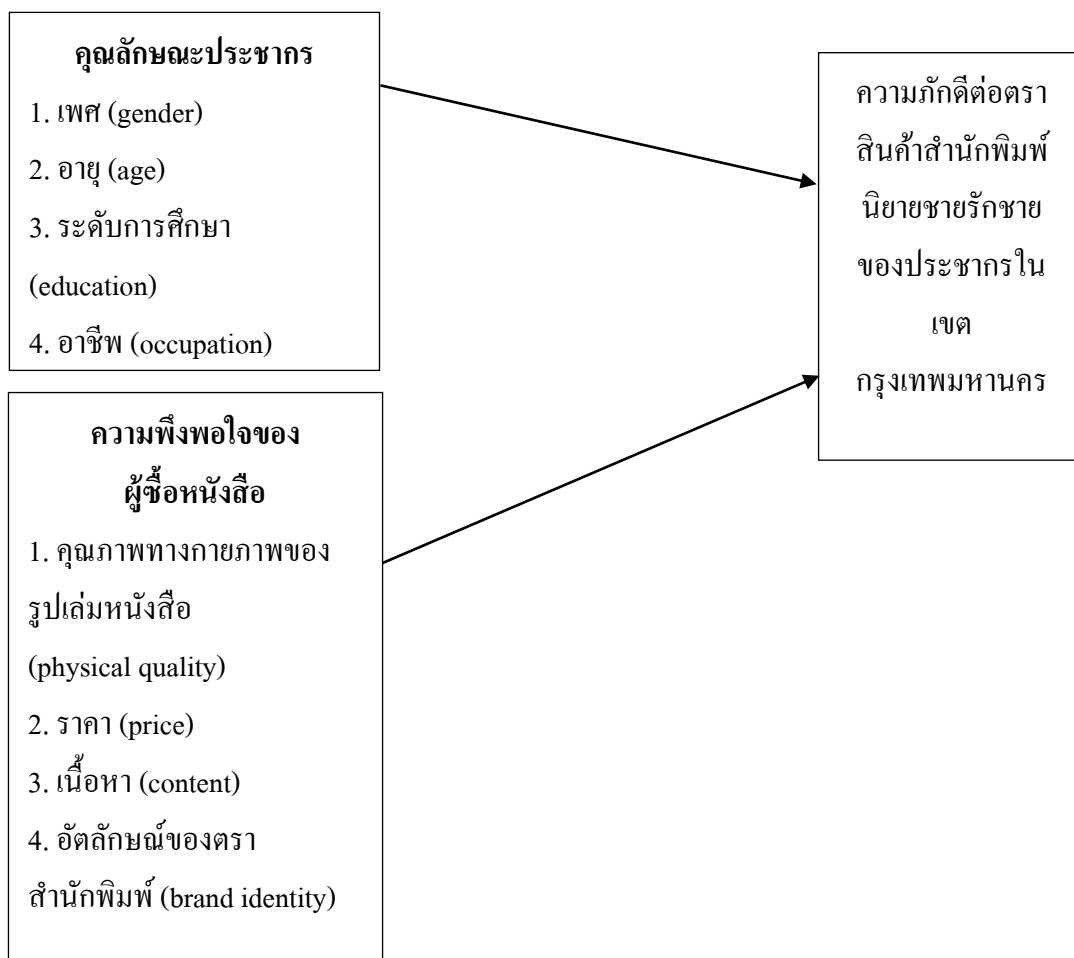 คุณลักษณะประชากร
1. เพศ (gender)
2. อายุ (age)
3. ระดับการศึกษา
(education)
4. อาชีพ (occupation)
ความพึงพอใจของ
ผู้ซื้อหนังสือ
1. คุณภาพทางกายภาพของ
รูปเล่มหนังสือ
(physical quality)
2. ราคา (price)
3. เนื้อหา (content)
4. อัตลักษณ์ของตรา
สำนักพิมพ์ (brand identity)
ความภักดีต่อตรา
สินค้าสำนักพิมพ์
นิยายชายรักชาย
ของประชากรใน
เขต
กรุงเทพมหานคร